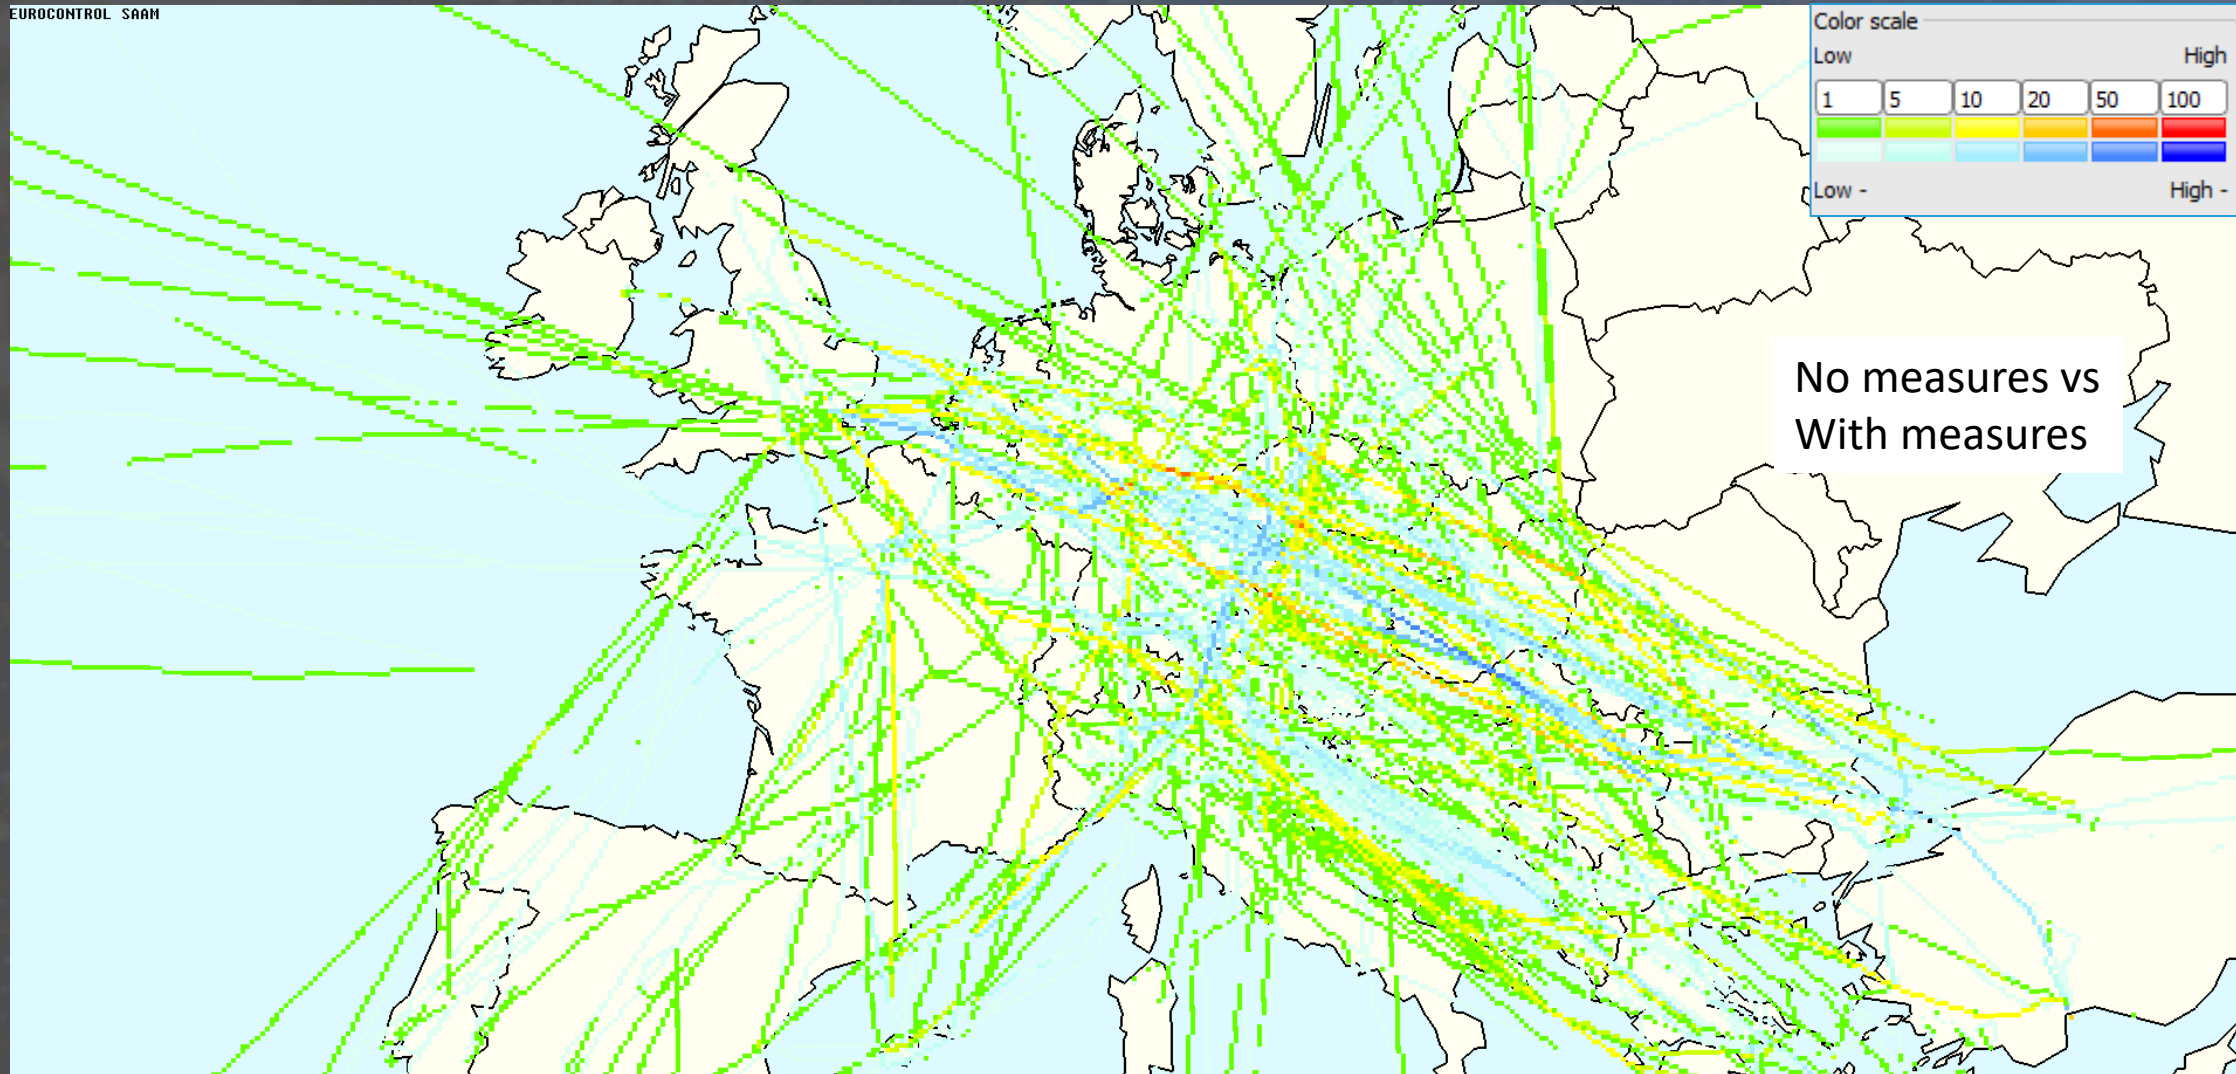 EUROCONTROL SAAM
Color scale
Low High
1 5 10 20 50 100
Low - High -
No measures vs
With measures